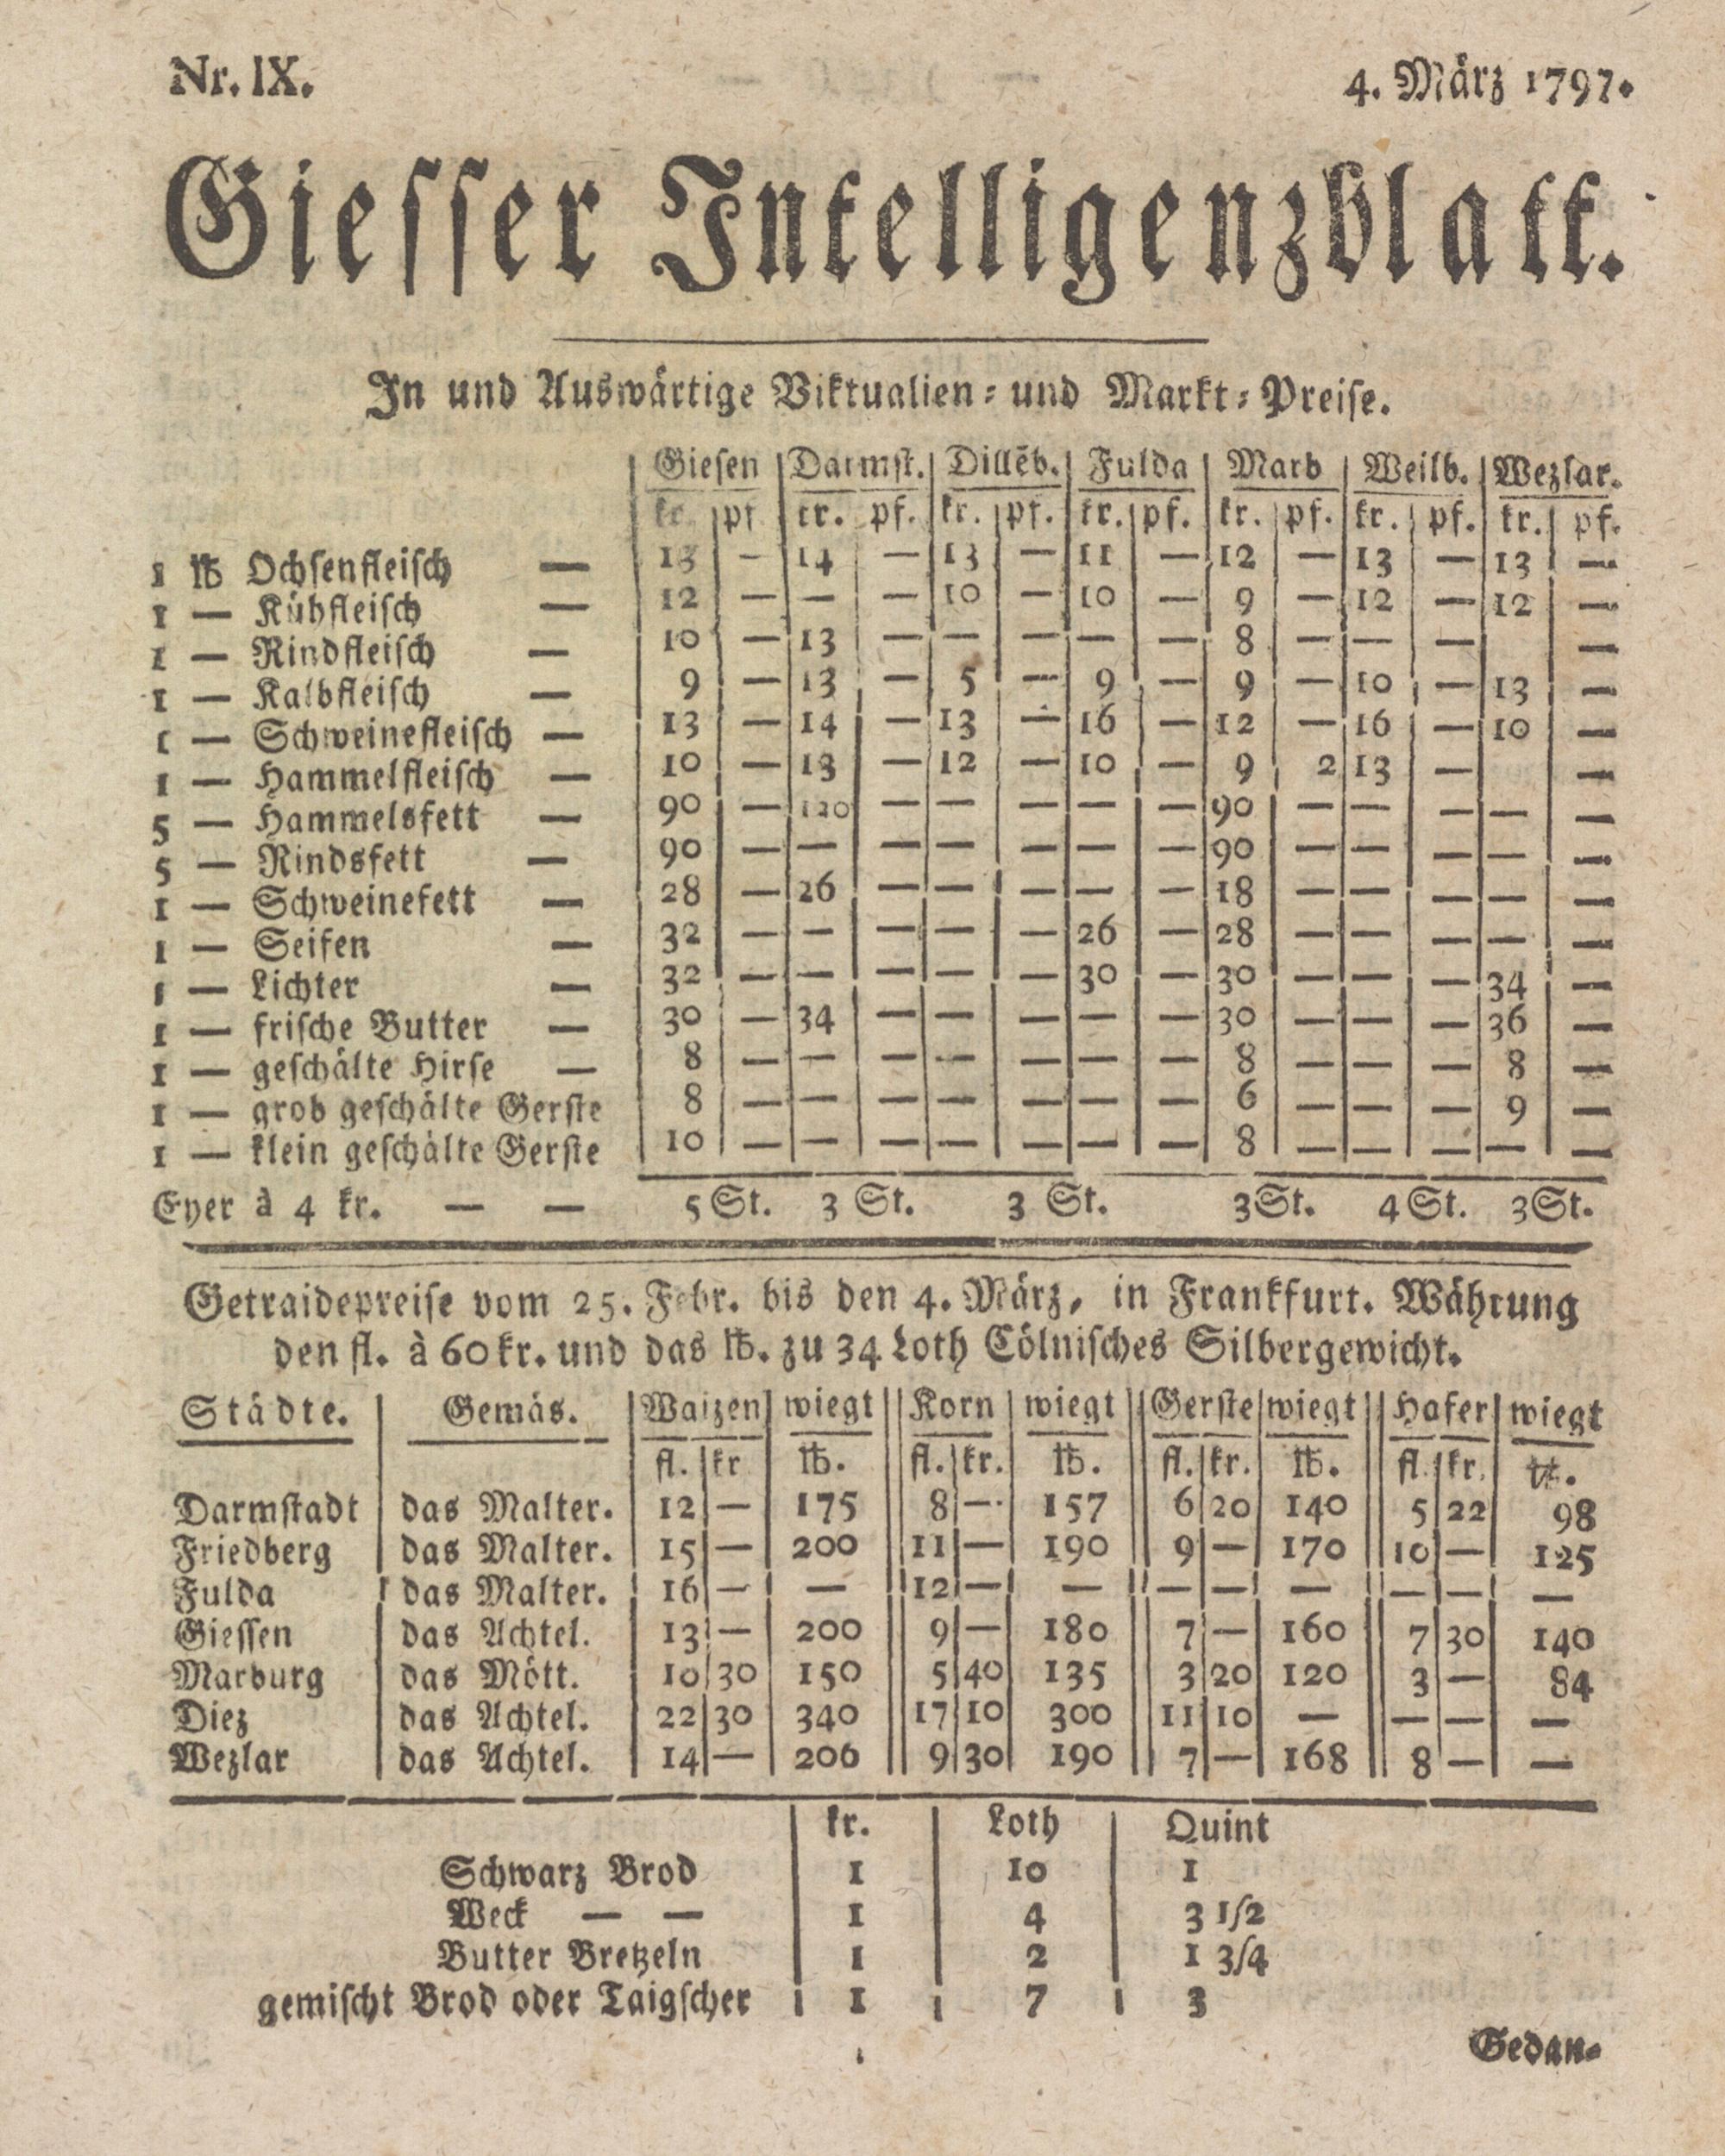 Nr. IX. 4. März 1797.
Giesser Intelligenzblatt.
In und Auswärtige Viktualien- und Markt-Preise.
Giesen | Darmst. | Dillēb. | Fulda | Marb | Weilb. | Wezlar.
kr. | pf | kr. | pf. | kr. | pf. | kr. | pf. | kr. | pf. | kr. | pf. | kr. | pf.
1 ℔ Ochsenfleisch — 13 | — | 14 | — | 13 | — | 11 | — | 12 | — | 13 | — | 13 | —
1 — Kühfleisch — 12 | — | — | — | 10 | — | 10 | — | 9 | — | 12 | — | 12 | —
1 — Rindfleisch — 10 | — | 13 | — | — | — | — | — | 8 | — | — | — | | —
1 — Kalbfleisch — 9 | — | 13 | — | 5 | — | 9 | — | 9 | — | 10 | — | 13 | —
1 — Schweinefleisch — 13 | — | 14 | — | 13 | — | 16 | — | 12 | — | 16 | — | 10 | —
1 — Hammelfleisch — 10 | — | 13 | — | 12 | — | 10 | — | 9 | 2 | 13 | — | | —
5 — Hammelsfett — 90 | — | 120 | — | — | — | — | — | 90 | — | — | — | — | —
5 — Rindsfett — 90 | — | — | — | — | — | — | — | 90 | — | — | — | — | —
1 — Schweinefett — 28 | — | 26 | — | — | — | — | — | 18 | — | — | — | — | —
1 — Seifen — 32 | — | — | — | — | — | 26 | — | 28 | — | — | — | — | —
1 — Lichter — 32 | — | — | — | — | — | 30 | — | 30 | — | — | — | 34 | —
1 — frische Butter — 30 | — | 34 | — | — | — | — | — | 30 | — | — | — | 36 | —
1 — geschälte Hirse — 8 | — | — | — | — | — | — | — | 8 | — | — | — | 8 | —
1 — grob geschälte Gerste 8 | — | — | — | — | — | — | — | 6 | — | — | — | 9 | —
1 — klein geschälte Gerste 10 | — | — | — | — | — | — | — | 8 | — | — | — | — | —
Eyer à 4 kr. — — 5 St. 3 St. 3 St. 3 St. 4 St. 3 St.
Getraidepreise vom 25. Febr. bis den 4. März, in Frankfurt. Währung
den fl. à 60 kr. und das ℔. zu 34 Loth Cölnisches Silbergewicht.
Städte. | Gemäs. | Waizen | wiegt || Korn | wiegt || Gerste | wiegt || Hafer | wiegt
fl. | kr | ℔. || fl. | kr. | ℔. || fl. | kr. | ℔. || fl. | kr. | ℔.
Darmstadt | das Malter. | 12 | — | 175 || 8 | — | 157 || 6 | 20 | 140 || 5 | 22 | 98
Friedberg | das Malter. | 15 | — | 200 || 11 | — | 190 || 9 | — | 170 || 10 | — | 125
Fulda | das Malter. | 16 | — | — || 12 | — | — || — | — | — || — | — | —
Giessen | das Achtel. | 13 | — | 200 || 9 | — | 180 || 7 | — | 160 || 7 | 30 | 140
Marburg | das Mött. | 10 | 30 | 150 || 5 | 40 | 135 || 3 | 20 | 120 || 3 | — | 84
Diez | das Achtel. | 22 | 30 | 340 || 17 | 10 | 300 || 11 | 10 | — || — | — | —
Wezlar | das Achtel. | 14 | — | 206 || 9 | 30 | 190 || 7 | — | 168 || 8 | — | —
kr. | Loth | Quint
Schwarz Brod | 1 | 10 | 1
Weck — — | 1 | 4 | 3 1/2
Butter Bretzeln | 1 | 2 | 1 3/4
gemischt Brod oder Taigscher | 1 | 7 | 3
Gedan-